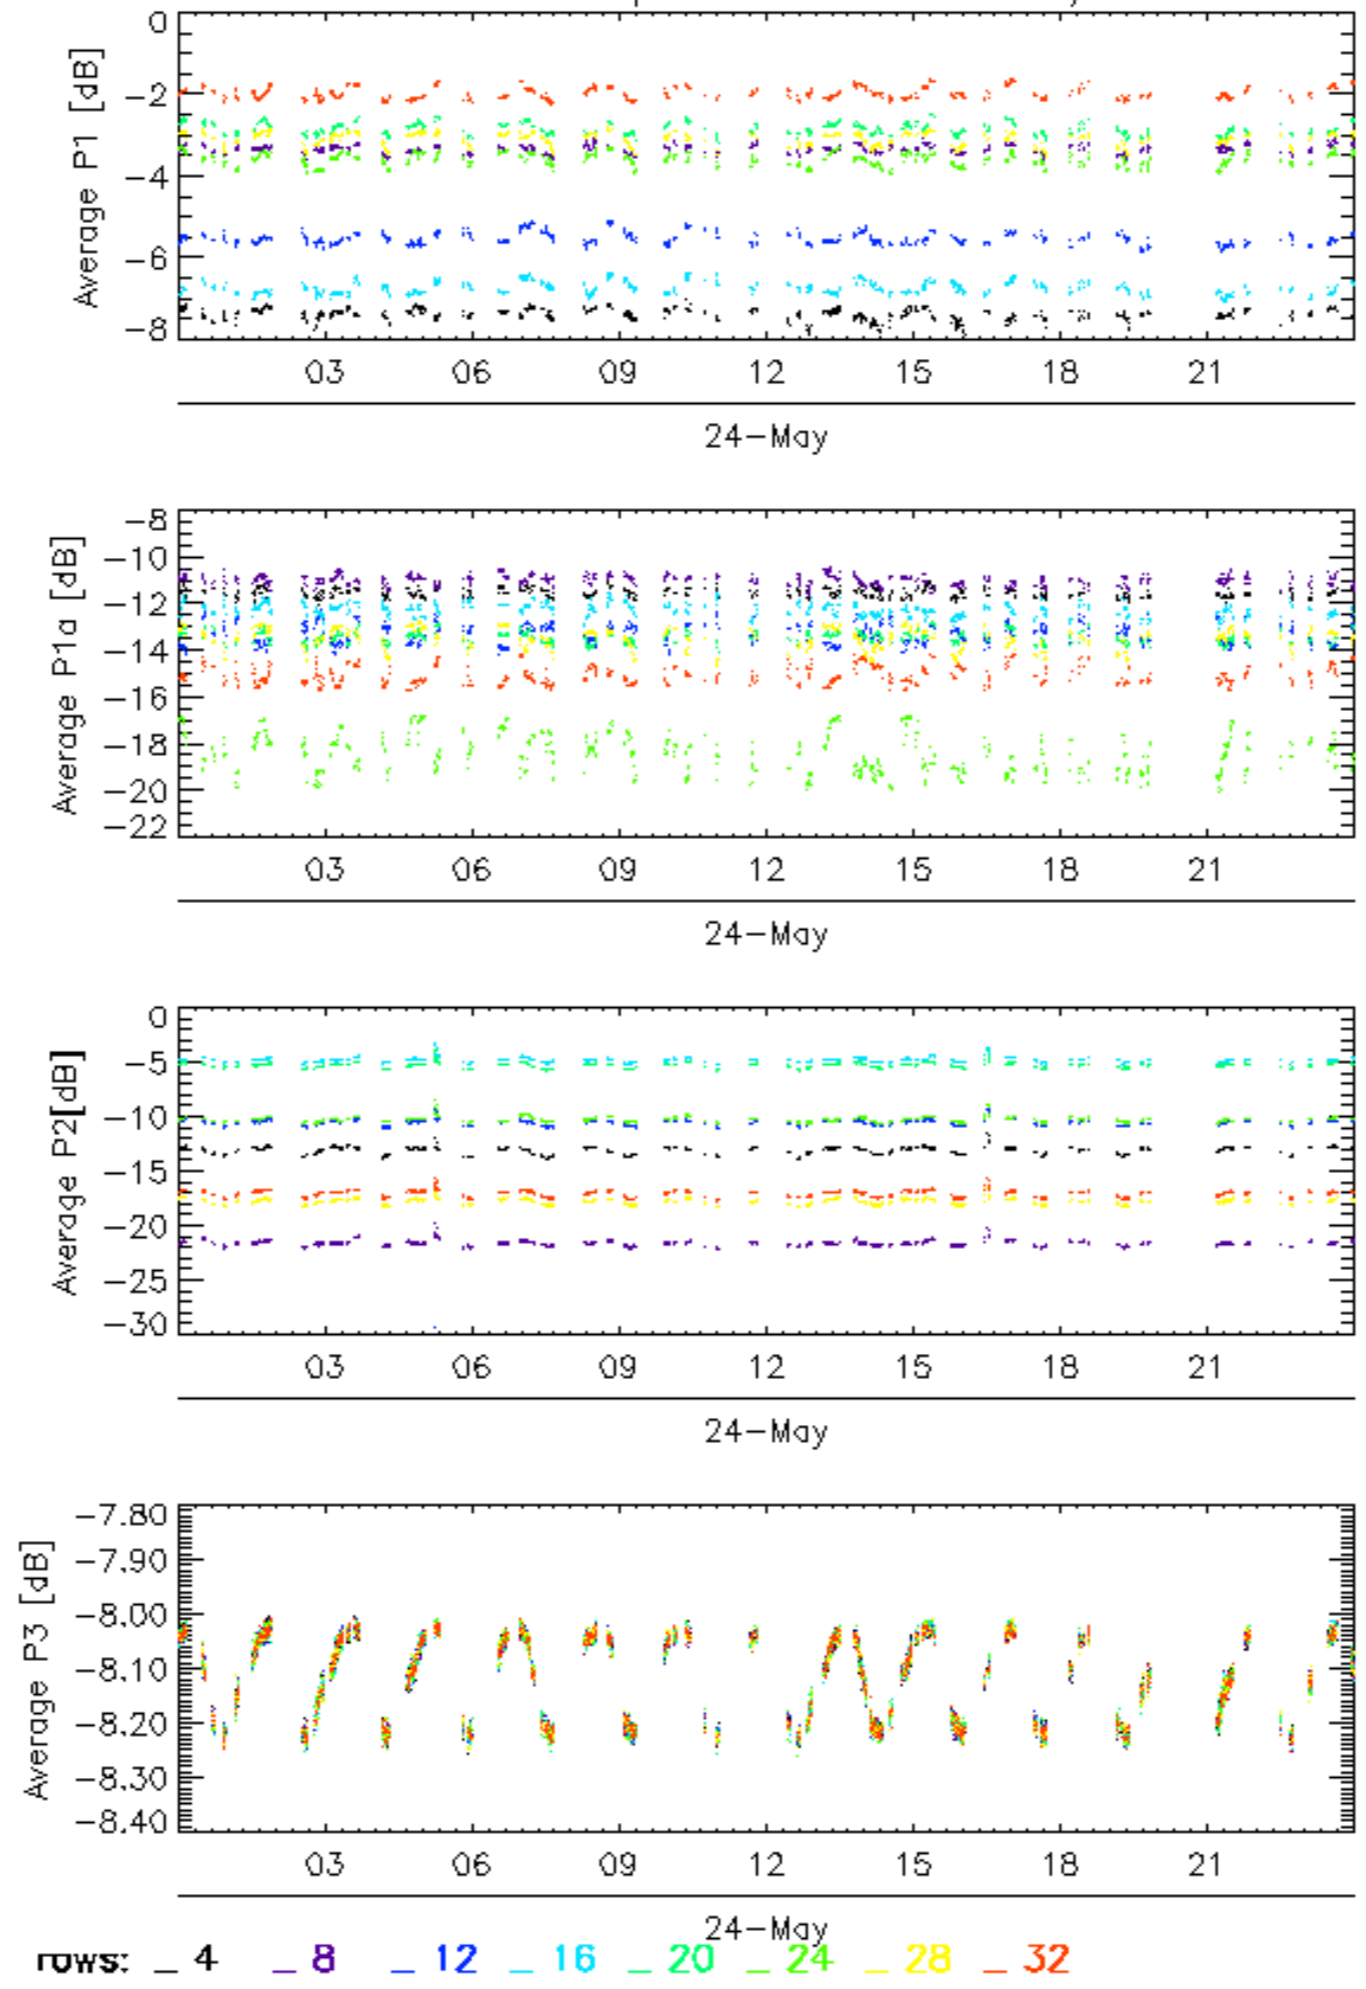 0
-2
-4
-6
-8
Average P1 [dB]
03 06 09 12 15 18 21
24-May
-8
-10
-12
-14
-16
-18
-20
-22
Average P1a [dB]
03 06 09 12 15 18 21
24-May
0
-5
-10
-15
-20
-25
-30
Average P2[dB]
03 06 09 12 15 18 21
24-May
-7.80
-7.90
-8.00
-8.10
-8.20
-8.30
-8.40
Average P3 [dB]
03 06 09 12 15 18 21
24-May
rows: _ 4 _ 8 _ 12 _ 16 _ 20 _ 24 _ 28 _ 32